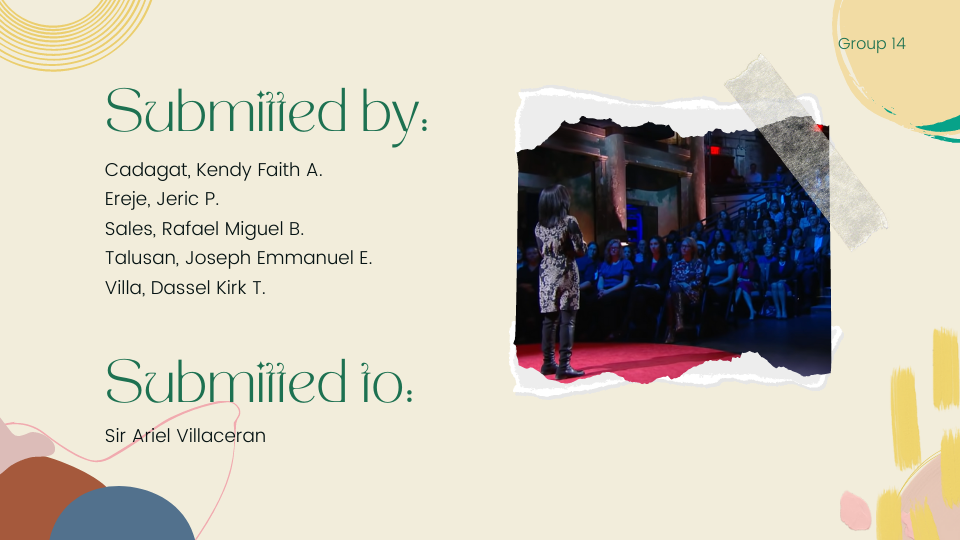 Group 14
Submitted by:
Cadagat, Kendy Faith A.
Ereje, Jeric P.
Sales, Rafael Miguel B.
Talusan, Joseph Emmanuel E.
Villa, Dassel Kirk T.
Submitted to:
Sir Ariel Villaceran